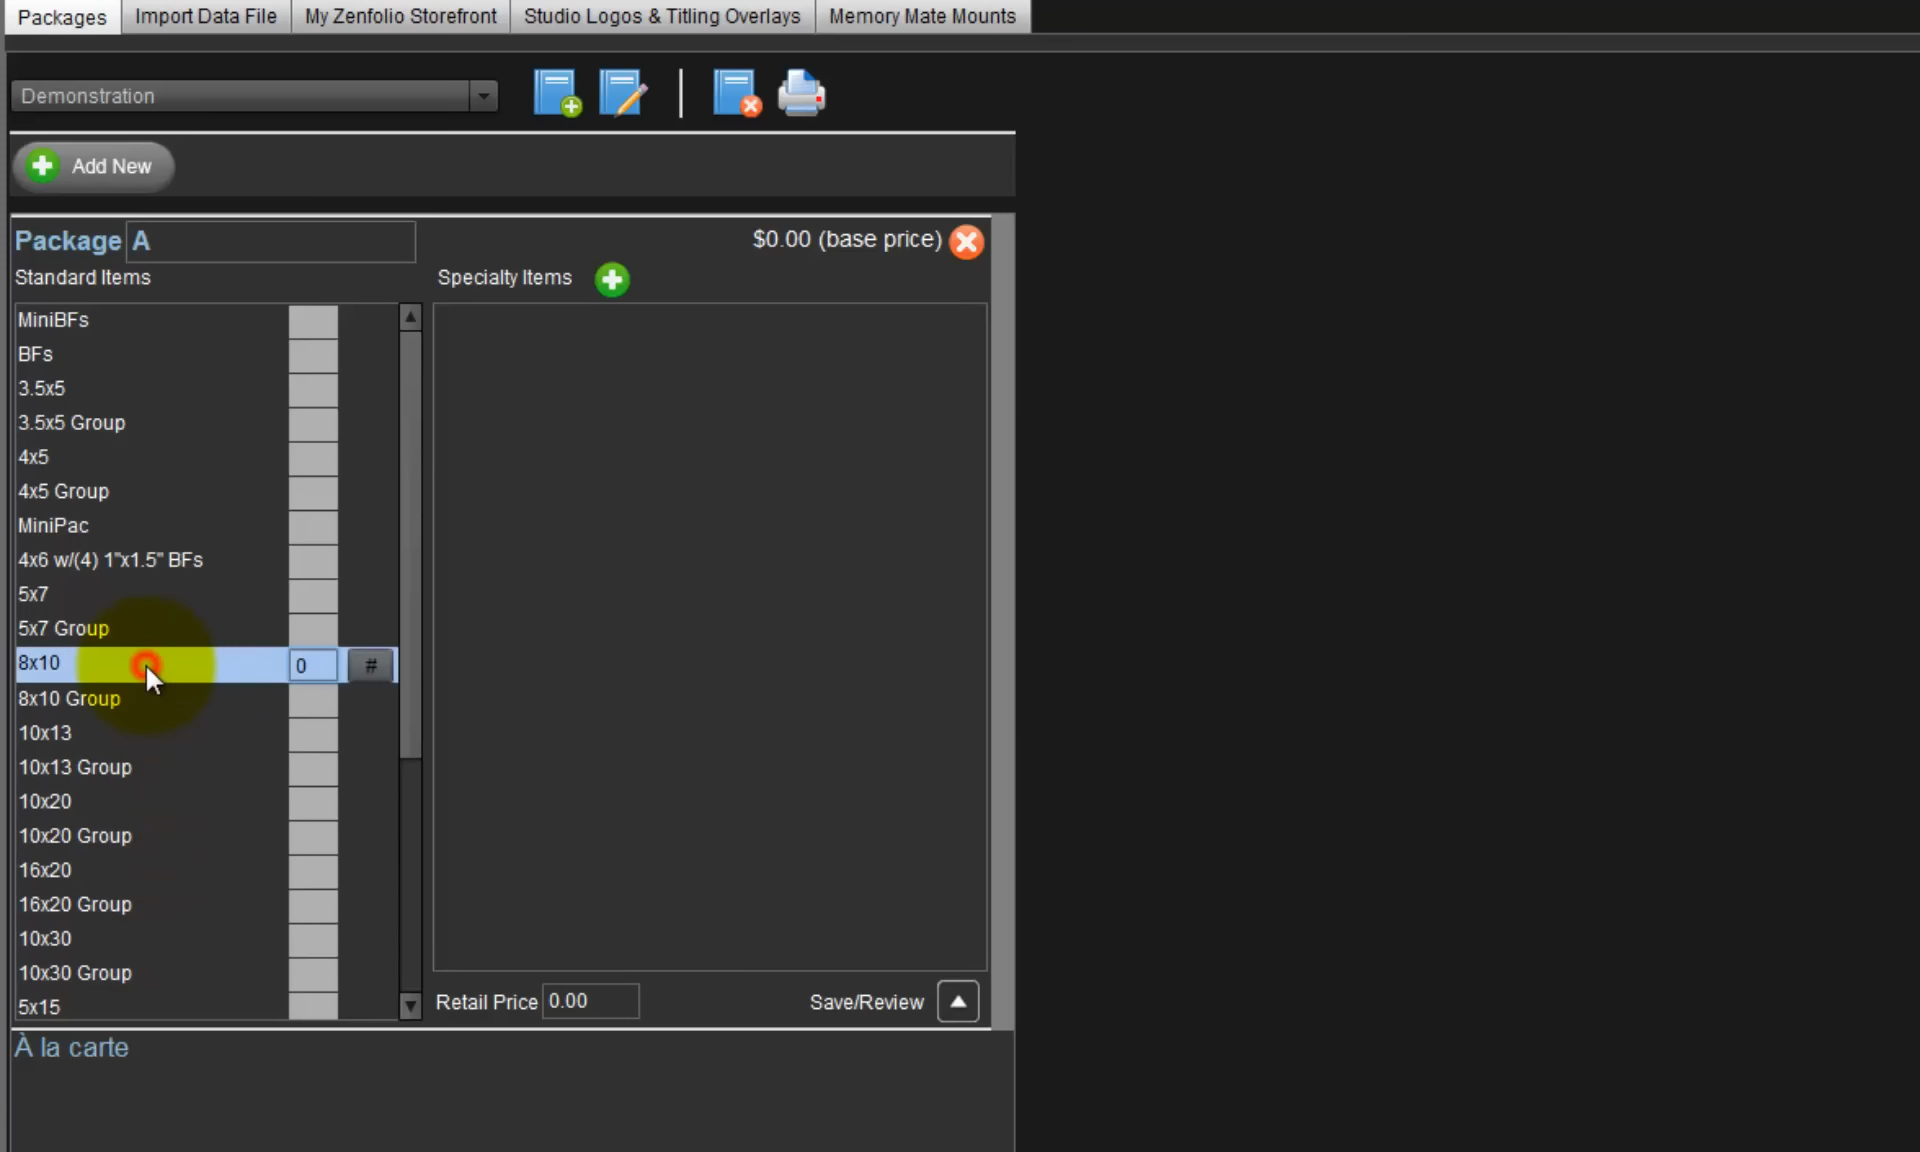 Packages
Import Data File
My Zenfolio Storefront
Studio Logos & Titling Overlays
Memory Mate Mounts
Demonstration
Add New
Package A
$0.00 (base price)
Standard Items
Specialty Items
MiniBFs
BFs
3.5x5
3.5x5 Group
4x5
4x5 Group
MiniPac
4x6 w/(4) 1"x1.5" BFs
5x7
5x7 Group
8x10 0 #
8x10 Group
10x13
10x13 Group
10x20
10x20 Group
16x20
16x20 Group
10x30
10x30 Group
5x15
Retail Price 0.00
Save/Review
À la carte